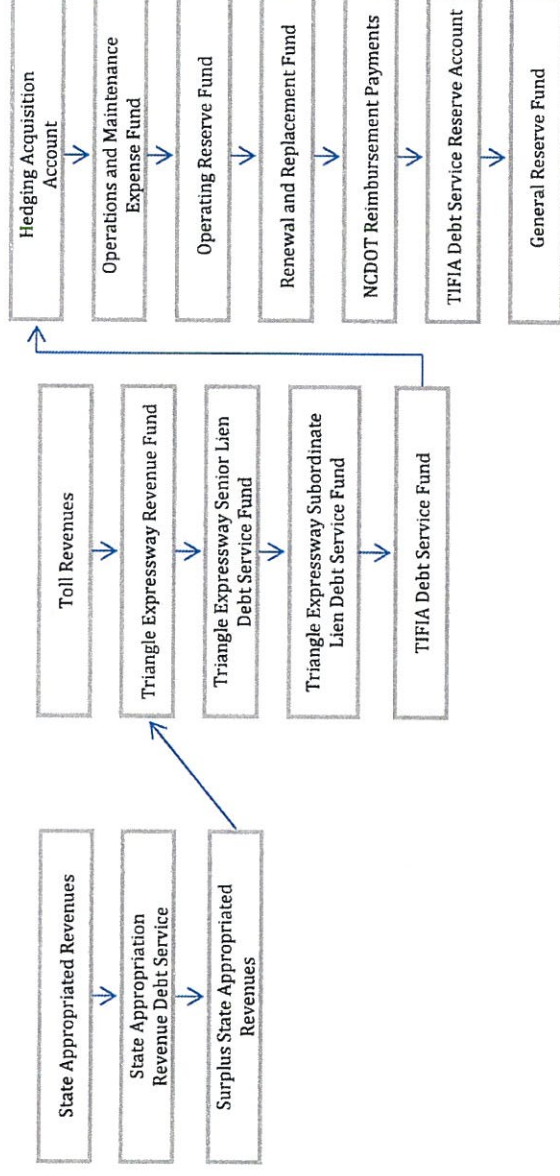 State Appropriated Revenues
State Appropriation
Revenue Debt Service
Surplus State Appropriated
Revenues
Toll Revenues
Triangle Expressway Revenue Fund
Triangle Expressway Senior Lien
Debt Service Fund
Triangle Expressway Subordinate
Lien Debt Service Fund
TIFIA Debt Service Fund
Hedging Acquisition
Account
Operations and Maintenance
Expense Fund
Operating Reserve Fund
Renewal and Replacement Fund
NCDOT Reimbursement Payments
TIFIA Debt Service Reserve Account
General Reserve Fund